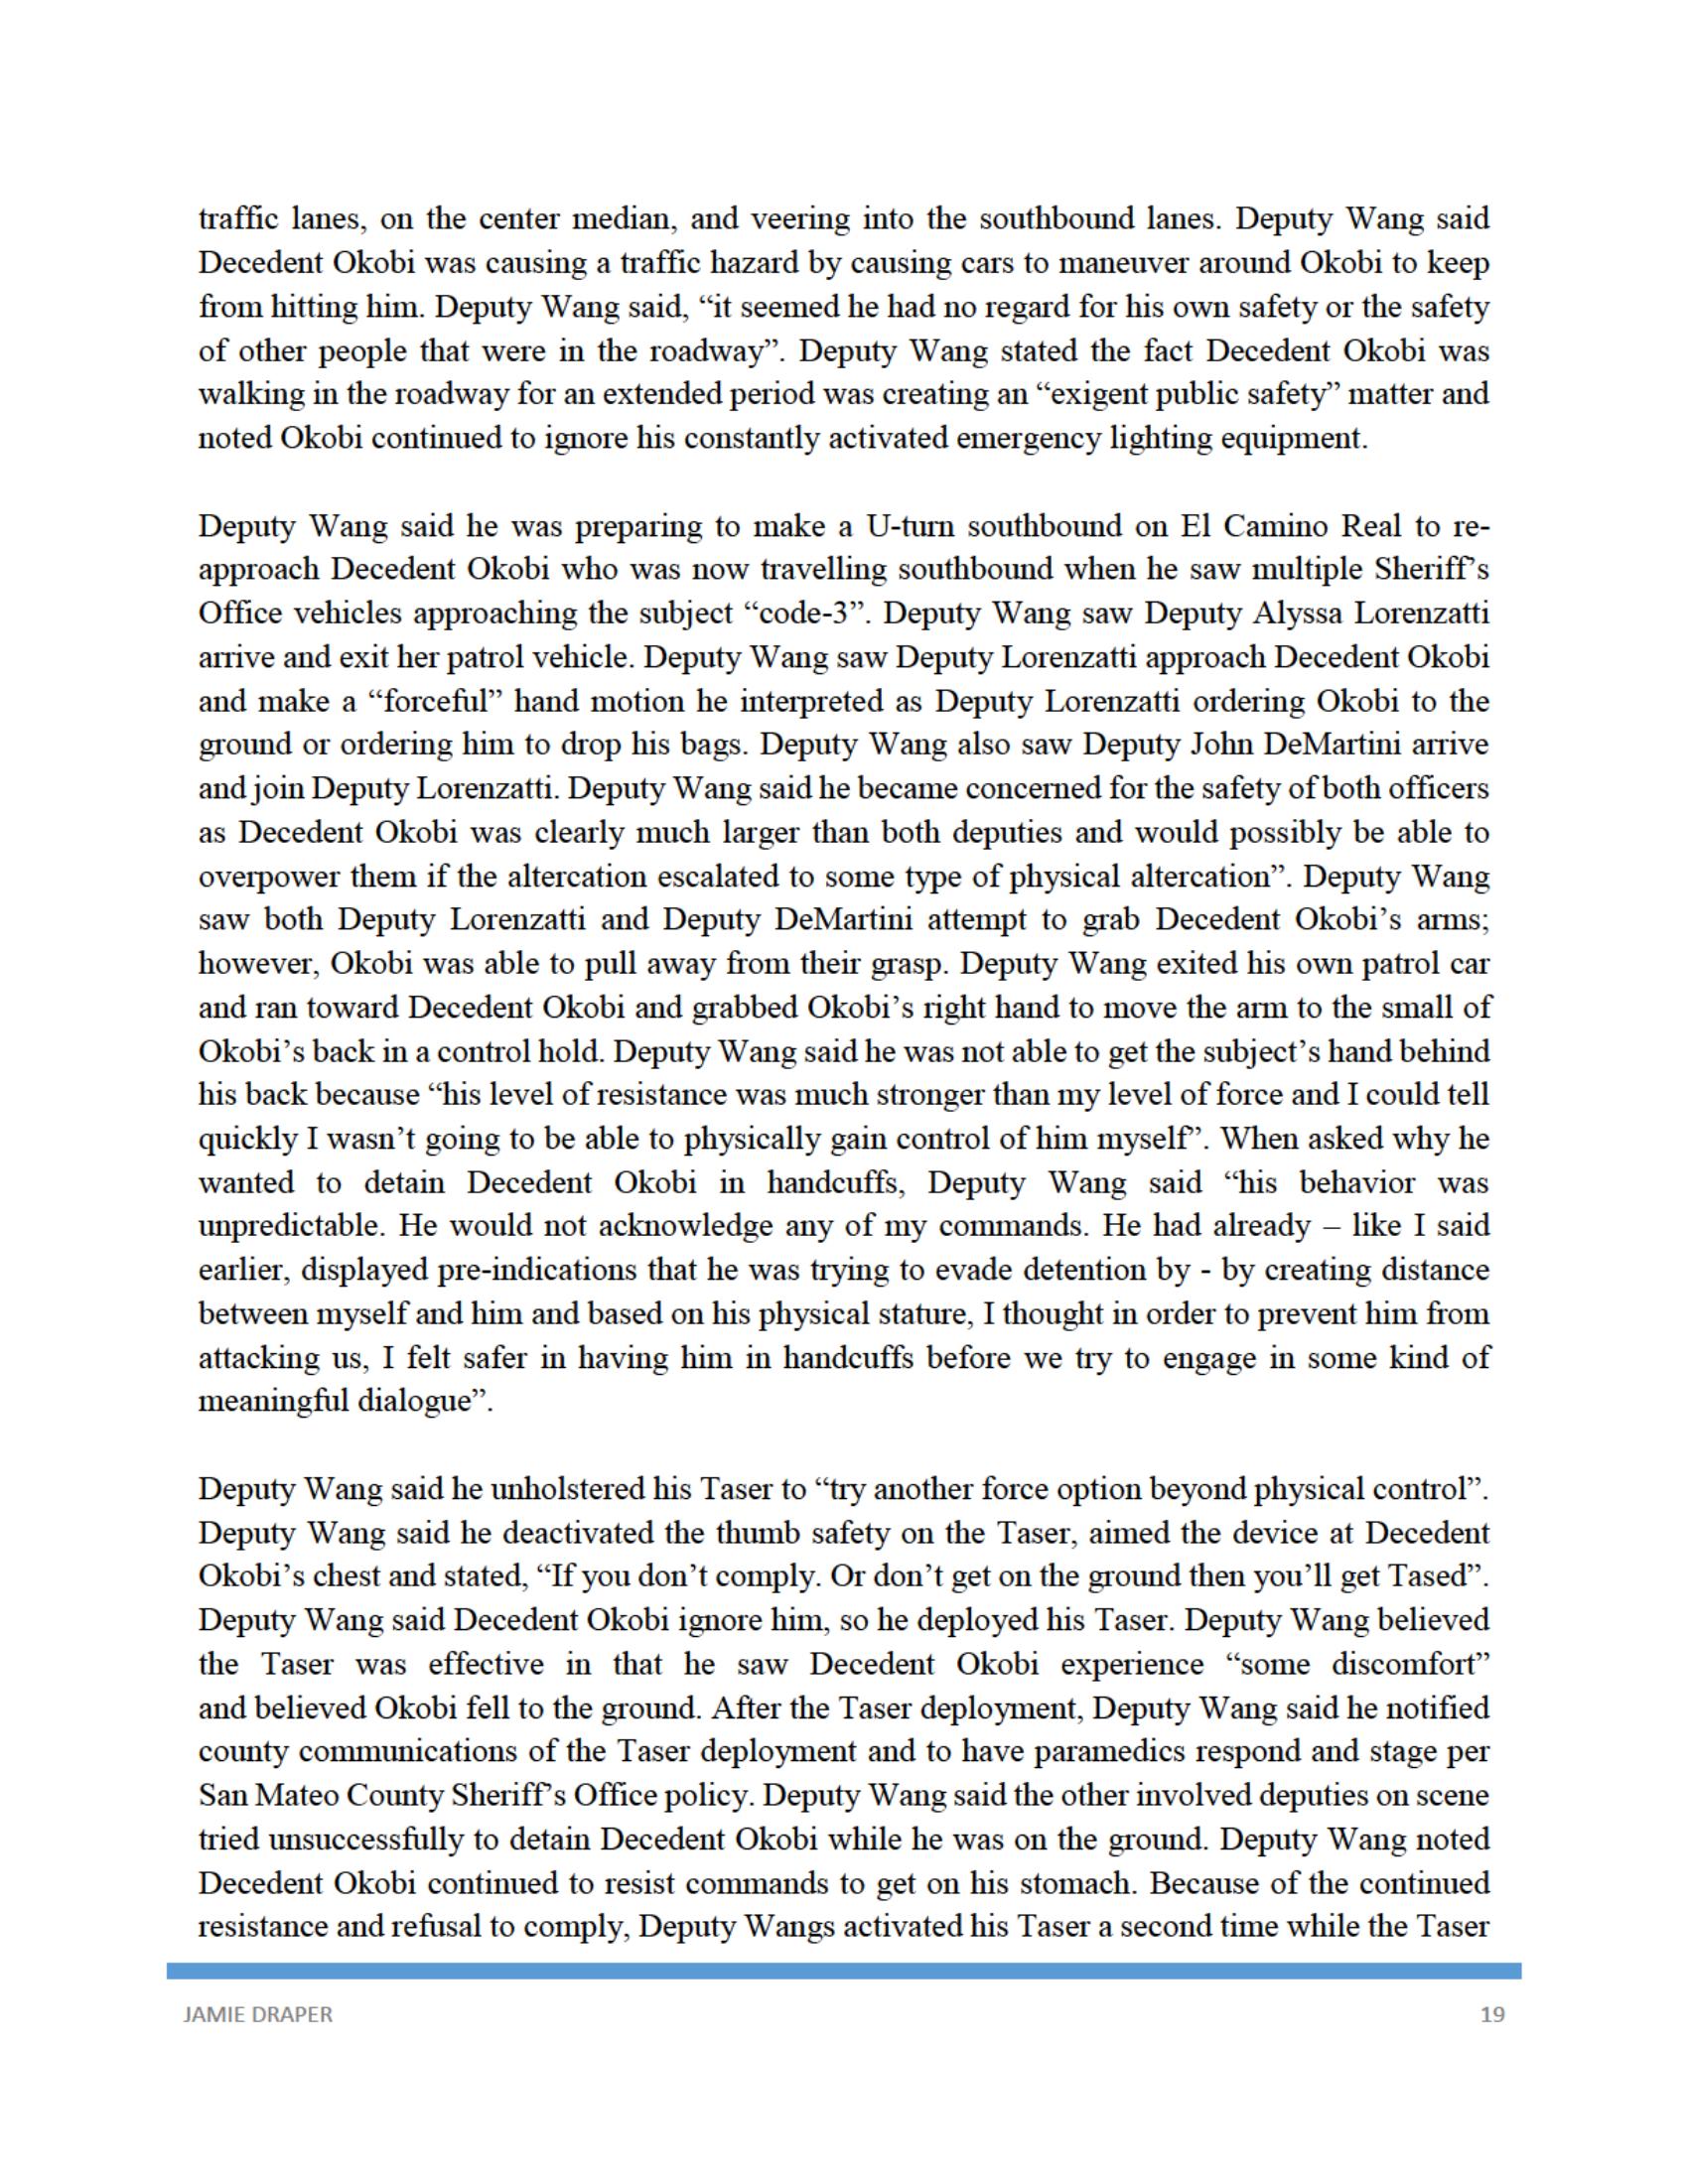 traffic lanes, on the center median, and veering into the southbound lanes. Deputy Wang said
Decedent Okobi was causing a traffic hazard by causing cars to maneuver around Okobi to keep
from hitting him. Deputy Wang said, “it seemed he had no regard for his own safety or the safety
of other people that were in the roadway”. Deputy Wang stated the fact Decedent Okobi was
walking in the roadway for an extended period was creating an “exigent public safety” matter and
noted Okobi continued to ignore his constantly activated emergency lighting equipment.
Deputy Wang said he was preparing to make a U-turn southbound on El Camino Real to re-
approach Decedent Okobi who was now travelling southbound when he saw multiple Sheriff’s
Office vehicles approaching the subject “code-3”. Deputy Wang saw Deputy Alyssa Lorenzatti
arrive and exit her patrol vehicle. Deputy Wang saw Deputy Lorenzatti approach Decedent Okobi
and make a “forceful” hand motion he interpreted as Deputy Lorenzatti ordering Okobi to the
ground or ordering him to drop his bags. Deputy Wang also saw Deputy John DeMartini arrive
and join Deputy Lorenzatti. Deputy Wang said he became concerned for the safety of both officers
as Decedent Okobi was clearly much larger than both deputies and would possibly be able to
overpower them if the altercation escalated to some type of physical altercation”. Deputy Wang
saw both Deputy Lorenzatti and Deputy DeMartini attempt to grab Decedent Okobi’s arms;
however, Okobi was able to pull away from their grasp. Deputy Wang exited his own patrol car
and ran toward Decedent Okobi and grabbed Okobi’s right hand to move the arm to the small of
Okobi’s back in a control hold. Deputy Wang said he was not able to get the subject’s hand behind
his back because “his level of resistance was much stronger than my level of force and I could tell
quickly I wasn’t going to be able to physically gain control of him myself”. When asked why he
wanted to detain Decedent Okobi in handcuffs, Deputy Wang said “his behavior was
unpredictable. He would not acknowledge any of my commands. He had already – like I said
earlier, displayed pre-indications that he was trying to evade detention by - by creating distance
between myself and him and based on his physical stature, I thought in order to prevent him from
attacking us, I felt safer in having him in handcuffs before we try to engage in some kind of
meaningful dialogue”.
Deputy Wang said he unholstered his Taser to “try another force option beyond physical control”.
Deputy Wang said he deactivated the thumb safety on the Taser, aimed the device at Decedent
Okobi’s chest and stated, “If you don’t comply. Or don’t get on the ground then you’ll get Tased”.
Deputy Wang said Decedent Okobi ignore him, so he deployed his Taser. Deputy Wang believed
the Taser was effective in that he saw Decedent Okobi experience “some discomfort”
and believed Okobi fell to the ground. After the Taser deployment, Deputy Wang said he notified
county communications of the Taser deployment and to have paramedics respond and stage per
San Mateo County Sheriff’s Office policy. Deputy Wang said the other involved deputies on scene
tried unsuccessfully to detain Decedent Okobi while he was on the ground. Deputy Wang noted
Decedent Okobi continued to resist commands to get on his stomach. Because of the continued
resistance and refusal to comply, Deputy Wangs activated his Taser a second time while the Taser
JAMIE DRAPER
19